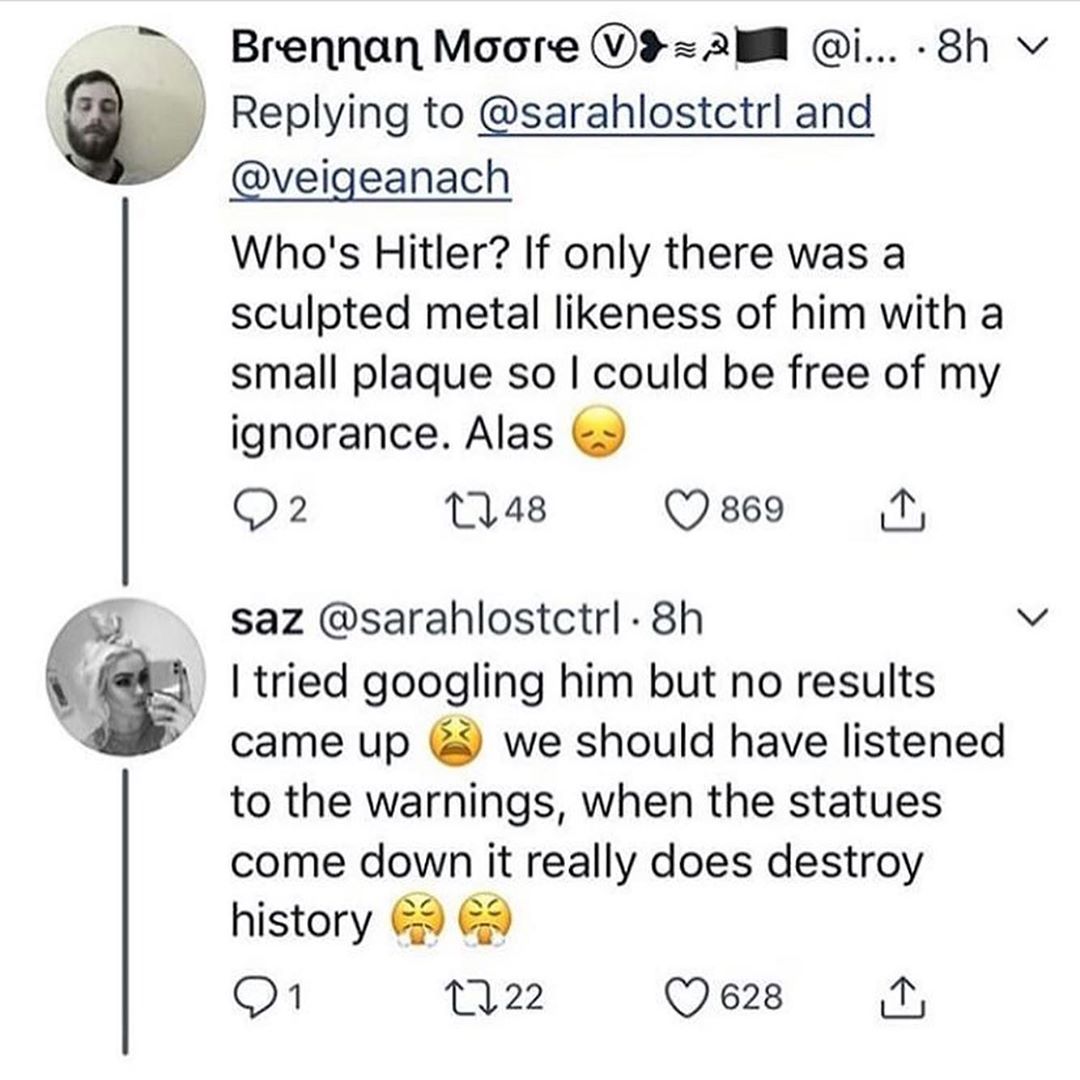 Brҽղղaղ Mσσɾҽ Ⓥ❥≋☭🏴 @i... · 8h
Replying to @sarahlostctrl and
@veigeanach
Who's Hitler? If only there was a
sculpted metal likeness of him with a
small plaque so I could be free of my
ignorance. Alas 😞
2 48 869
saz @sarahlostctrl · 8h
I tried googling him but no results
came up 😫 we should have listened
to the warnings, when the statues
come down it really does destroy
history 😤 😤
1 22 628